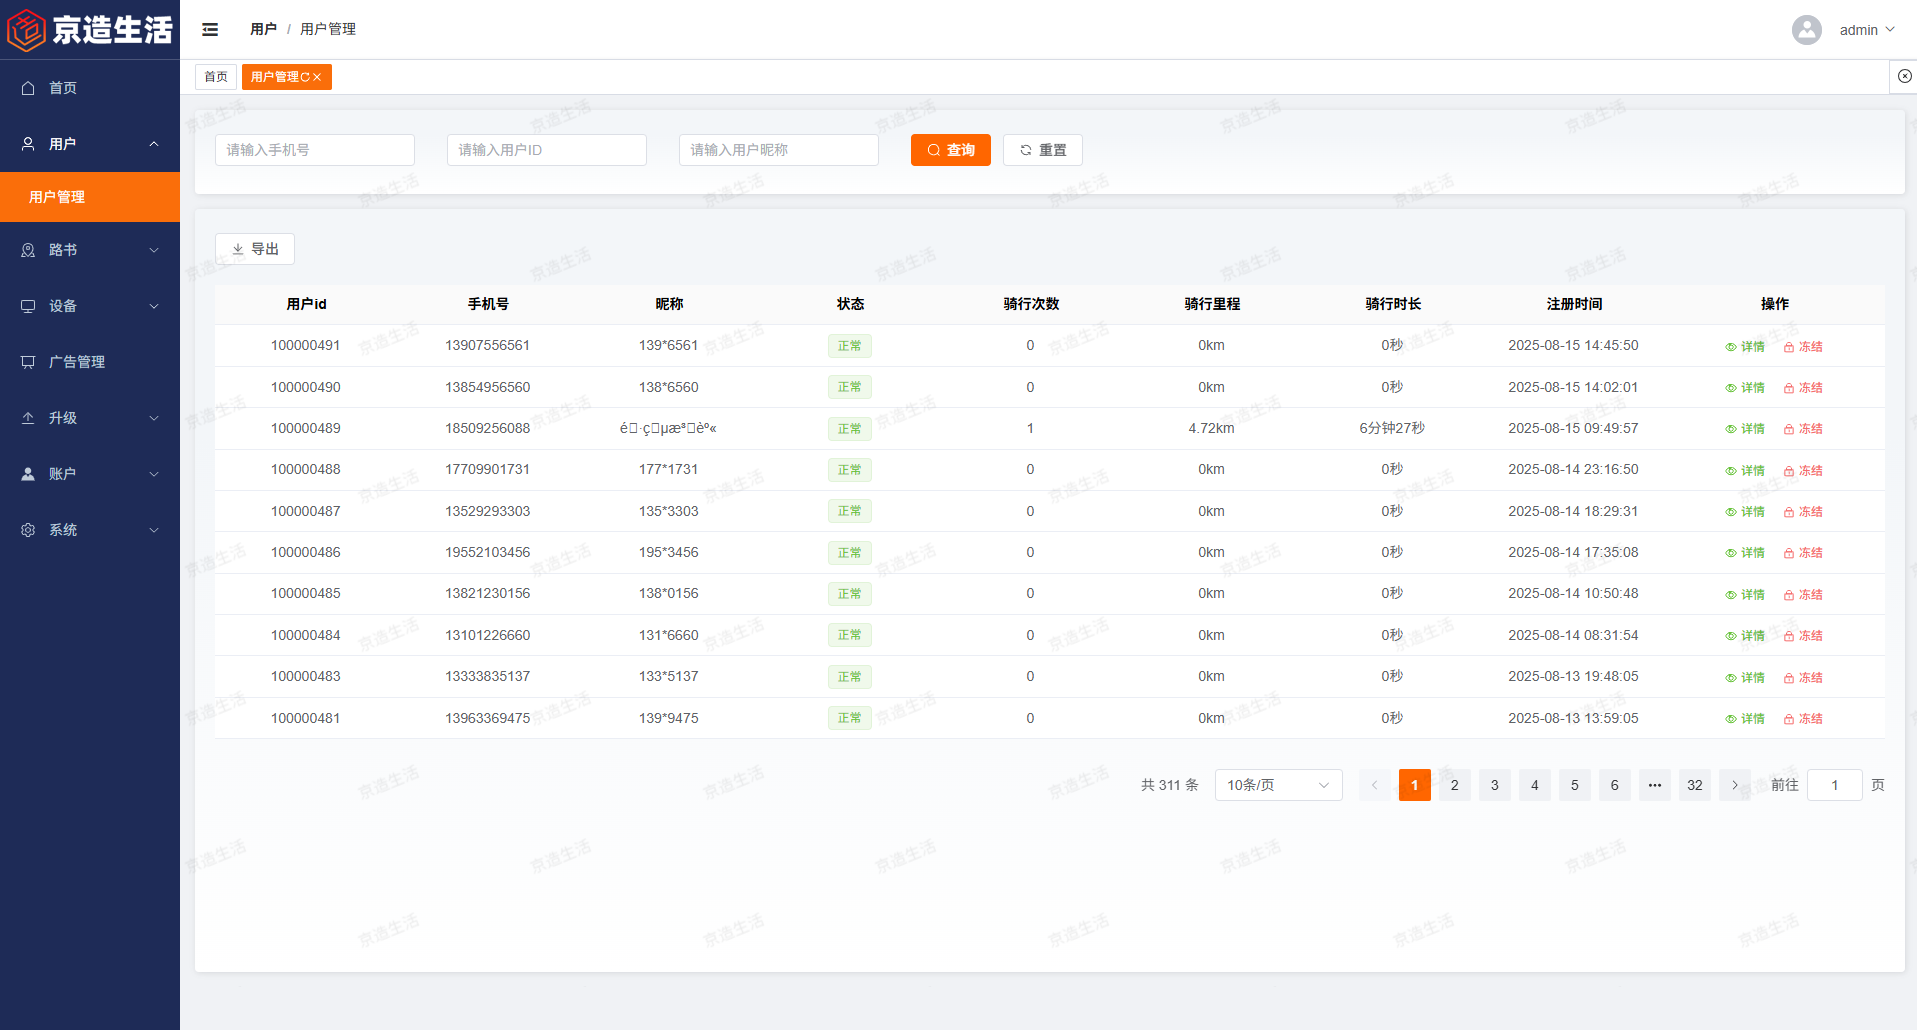 京造生活
用户 / 用户管理
admin
首页
用户管理
首页
用户
用户管理
路书
设备
广告管理
升级
账户
系统
请输入手机号 请输入用户ID 请输入用户昵称 查询 重置
导出
用户id 手机号 昵称 状态 骑行次数 骑行里程 骑行时长 注册时间 操作
100000491 13907556561 139*6561 正常 0 0km 0秒 2025-08-15 14:45:50 详情 冻结
100000490 13854956560 138*6560 正常 0 0km 0秒 2025-08-15 14:02:01 详情 冻结
100000489 18509256088 正常 1 4.72km 6分钟27秒 2025-08-15 09:49:57 详情 冻结
100000488 17709901731 177*1731 正常 0 0km 0秒 2025-08-14 23:16:50 详情 冻结
100000487 13529293303 135*3303 正常 0 0km 0秒 2025-08-14 18:29:31 详情 冻结
100000486 19552103456 195*3456 正常 0 0km 0秒 2025-08-14 17:35:08 详情 冻结
100000485 13821230156 138*0156 正常 0 0km 0秒 2025-08-14 10:50:48 详情 冻结
100000484 13101226660 131*6660 正常 0 0km 0秒 2025-08-14 08:31:54 详情 冻结
100000483 13333835137 133*5137 正常 0 0km 0秒 2025-08-13 19:48:05 详情 冻结
100000481 13963369475 139*9475 正常 0 0km 0秒 2025-08-13 13:59:05 详情 冻结
共 311 条 10条/页 1 2 3 4 5 6 ••• 32 前往 1 页